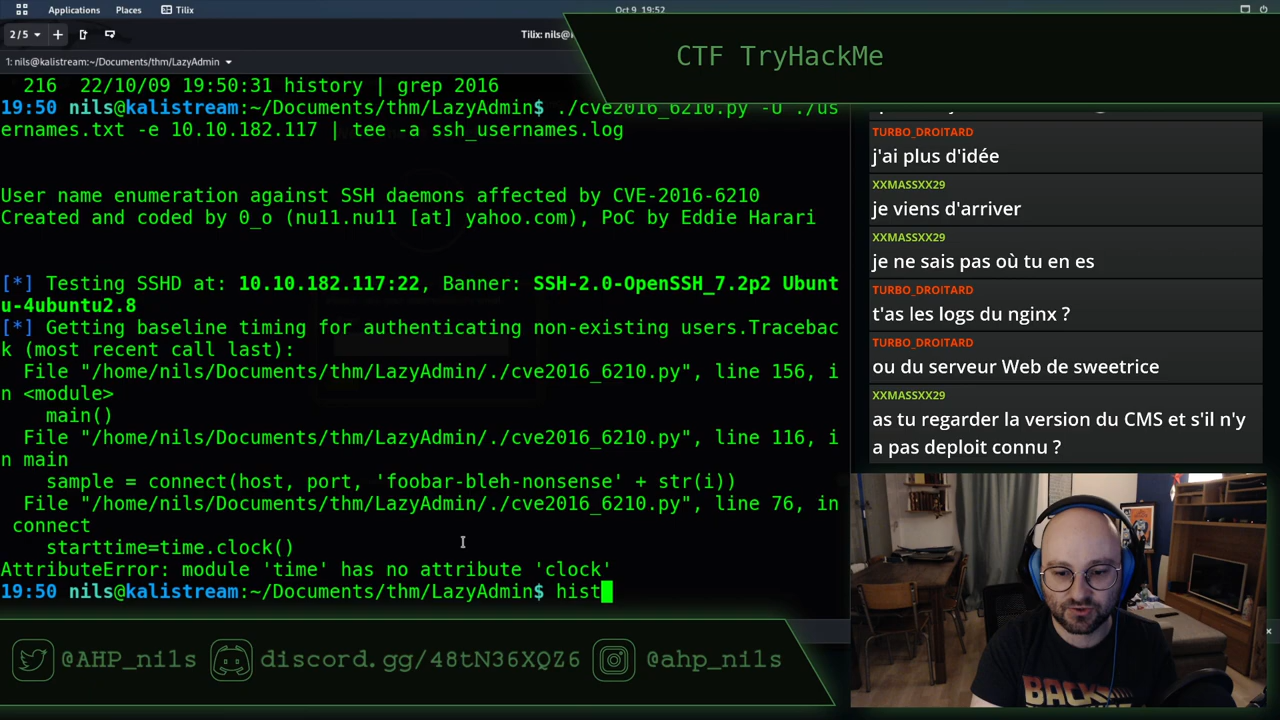 Applications Places Tilix
Oct 9 19:52
2/5
Tilix: nils@
CTF TryHackMe
1: nils@kalistream:~/Documents/thm/LazyAdmin
216 22/10/09 19:50:31 history | grep 2016
19:50 nils@kalistream:~/Documents/thm/LazyAdmin$ ./cve2016_6210.py -U ./us
ernames.txt -e 10.10.182.117 | tee -a ssh_usernames.log
User name enumeration against SSH daemons affected by CVE-2016-6210
Created and coded by 0_o (nu11.nu11 [at] yahoo.com), PoC by Eddie Harari
[*] Testing SSHD at: 10.10.182.117:22, Banner: SSH-2.0-OpenSSH_7.2p2 Ubunt
u-4ubuntu2.8
[*] Getting baseline timing for authenticating non-existing users.Tracebac
k (most recent call last):
File "/home/nils/Documents/thm/LazyAdmin/./cve2016_6210.py", line 156, i
n <module>
main()
File "/home/nils/Documents/thm/LazyAdmin/./cve2016_6210.py", line 116, i
n main
sample = connect(host, port, 'foobar-bleh-nonsense' + str(i))
File "/home/nils/Documents/thm/LazyAdmin/./cve2016_6210.py", line 76, in
connect
starttime=time.clock()
AttributeError: module 'time' has no attribute 'clock'
19:50 nils@kalistream:~/Documents/thm/LazyAdmin$ hist
TURBO_DROITARD
j'ai plus d'idée
XXMASSXX29
je viens d'arriver
XXMASSXX29
je ne sais pas où tu en es
TURBO_DROITARD
t'as les logs du nginx ?
TURBO_DROITARD
ou du serveur Web de sweetrice
XXMASSXX29
as tu regarder la version du CMS et s'il n'y
a pas deploit connu ?
@AHP_nils
discord.gg/48tN36XQZ6
@ahp_nils
BACK